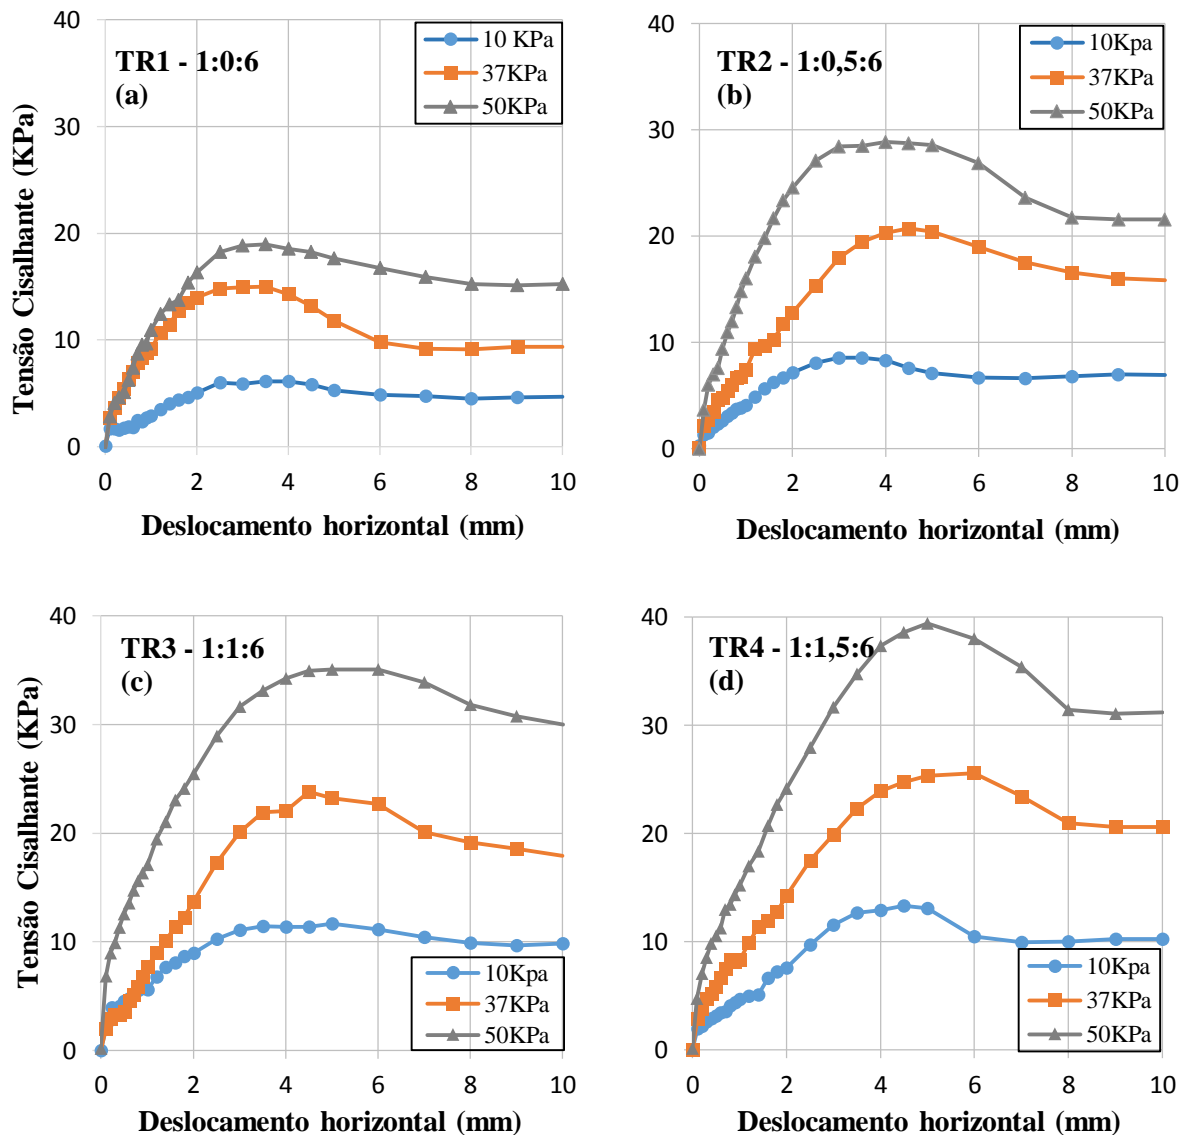 TR1 - 1:0:6
(a)
10 KPa
37KPa
50KPa
Tensão Cisalhante (KPa)
40
30
20
10
0
0 2 4 6 8 10
Deslocamento horizontal (mm)
TR2 - 1:0,5:6
(b)
10Kpa
37KPa
50KPa
40
30
20
10
0
0 2 4 6 8 10
Deslocamento horizontal (mm)
TR3 - 1:1:6
(c)
10Kpa
37KPa
50KPa
Tensão Cisalhante (KPa)
40
30
20
10
0
0 2 4 6 8 10
Deslocamento horizontal (mm)
TR4 - 1:1,5:6
(d)
10Kpa
37KPa
50KPa
40
30
20
10
0
0 2 4 6 8 10
Deslocamento horizontal (mm)